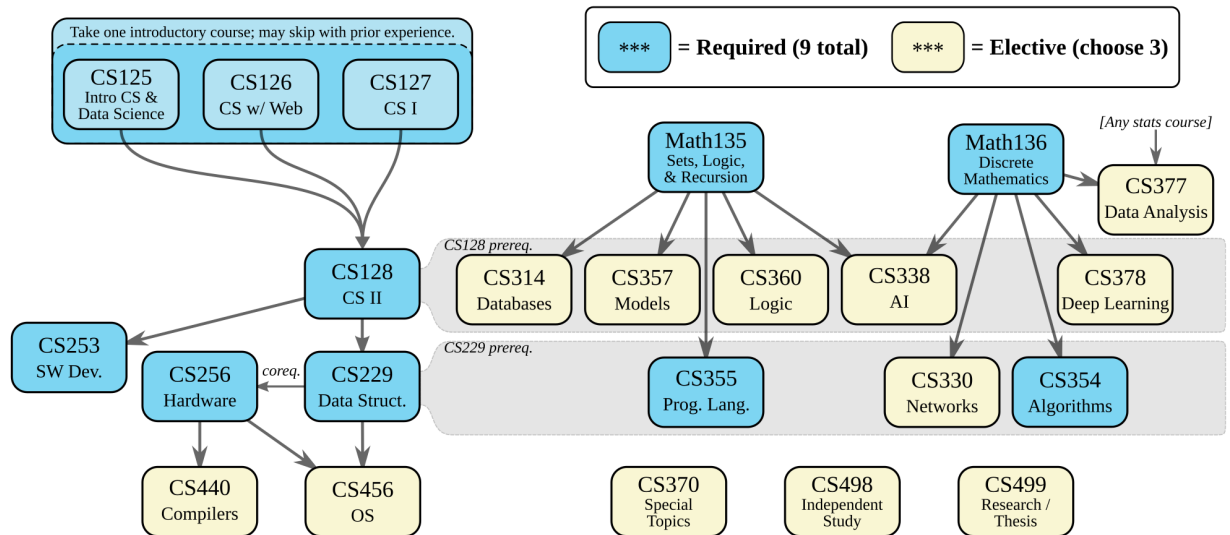 Take one introductory course; may skip with prior experience.
CS125
Intro CS &
Data Science
CS126
CS w/ Web
CS127
CS I
*** = Required (9 total)
*** = Elective (choose 3)
Math135
Sets, Logic,
& Recursion
Math136
Discrete
Mathematics
[Any stats course]
CS377
Data Analysis
CS128 prereq.
CS128
CS II
CS314
Databases
CS357
Models
CS360
Logic
CS338
AI
CS378
Deep Learning
CS253
SW Dev.
CS229 prereq.
CS256
Hardware
coreq.
CS229
Data Struct.
CS355
Prog. Lang.
CS330
Networks
CS354
Algorithms
CS440
Compilers
CS456
OS
CS370
Special
Topics
CS498
Independent
Study
CS499
Research /
Thesis